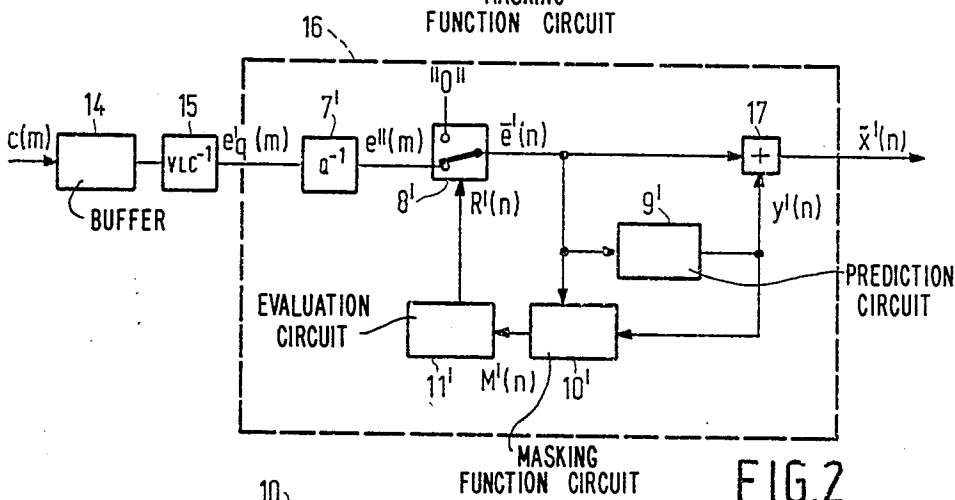 FUNCTION CIRCUIT
16
"0"
14
15
7'
17
c(m)
VLC⁻¹
e'q (m)
Q⁻¹
e''(m)
ē'(n)
+
x̃'(n)
8'
R'(n)
BUFFER
9'
y'(n)
PREDICTION
CIRCUIT
EVALUATION
CIRCUIT
11'
M'(n)
10'
MASKING
FUNCTION CIRCUIT
FIG.2
10